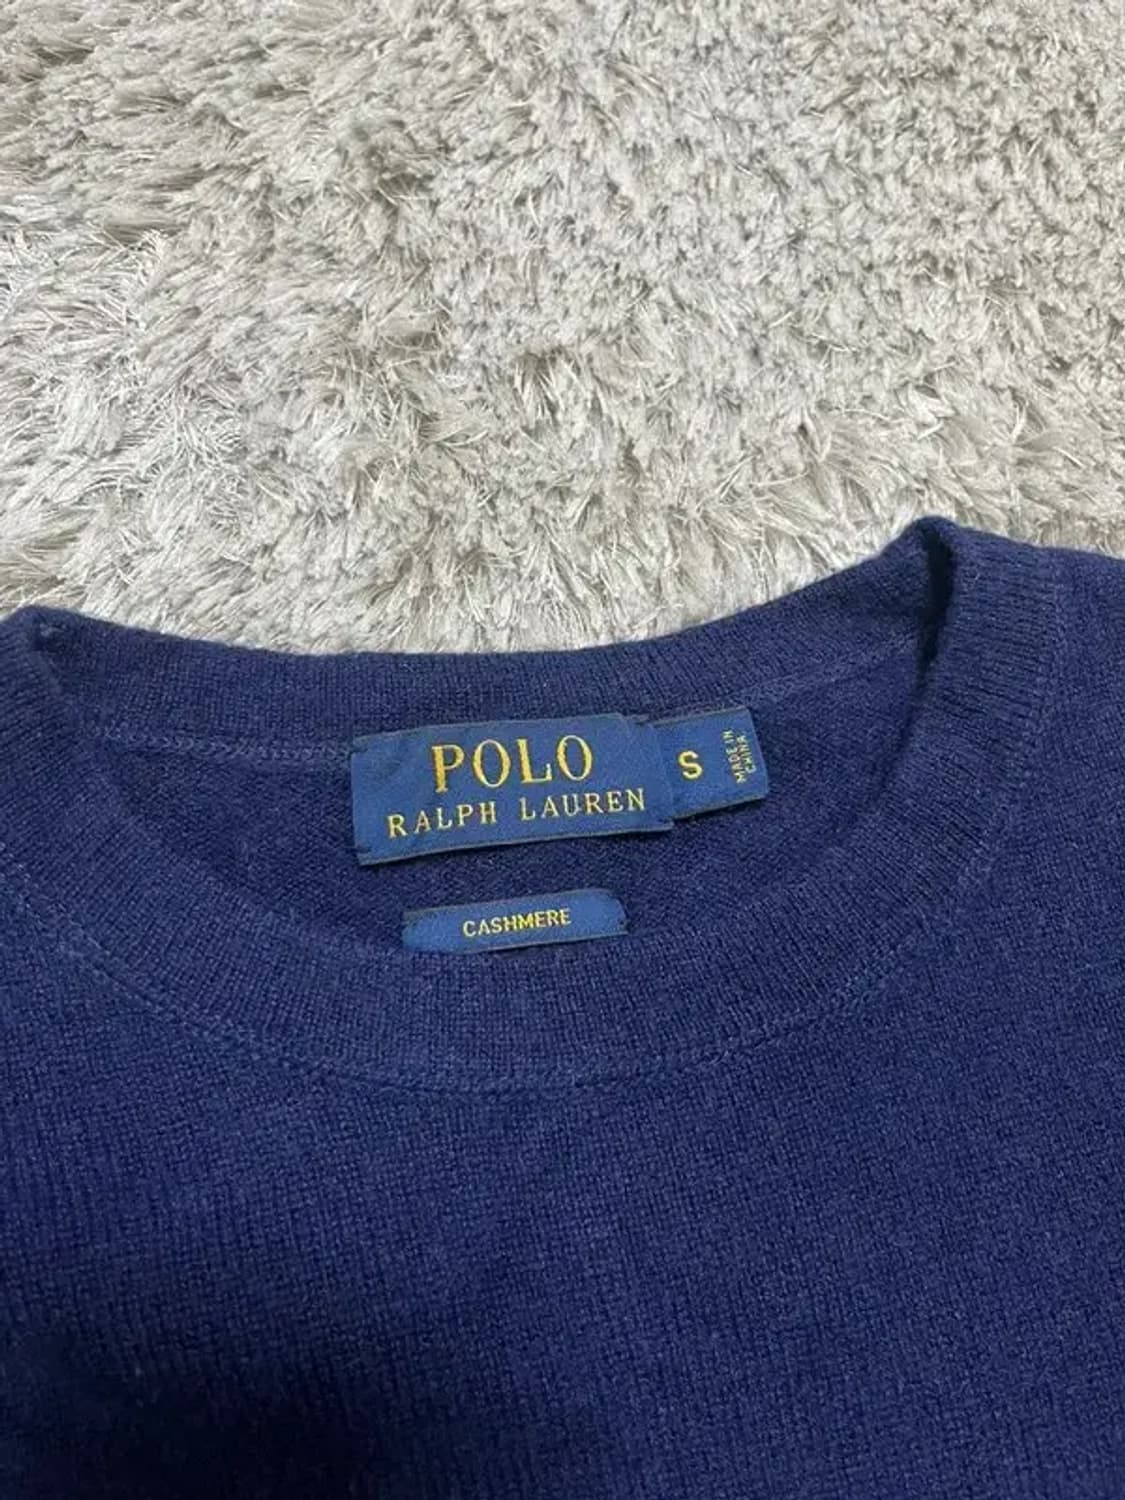 POLO
RALPH LAUREN
S
MADE IN
CHINA
CASHMERE